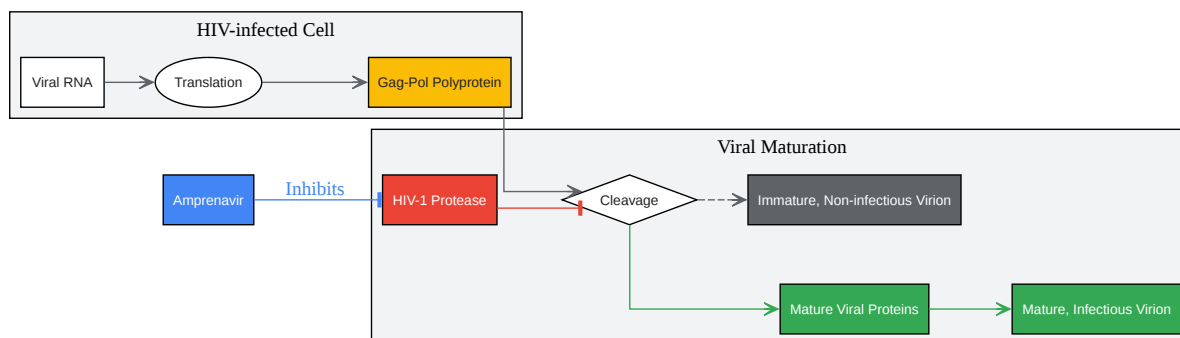 HIV-infected Cell
Viral RNA
Translation
Gag-Pol Polyprotein
Viral Maturation
Amprenavir
Inhibits
HIV-1 Protease
Cleavage
Immature, Non-infectious Virion
Mature Viral Proteins
Mature, Infectious Virion